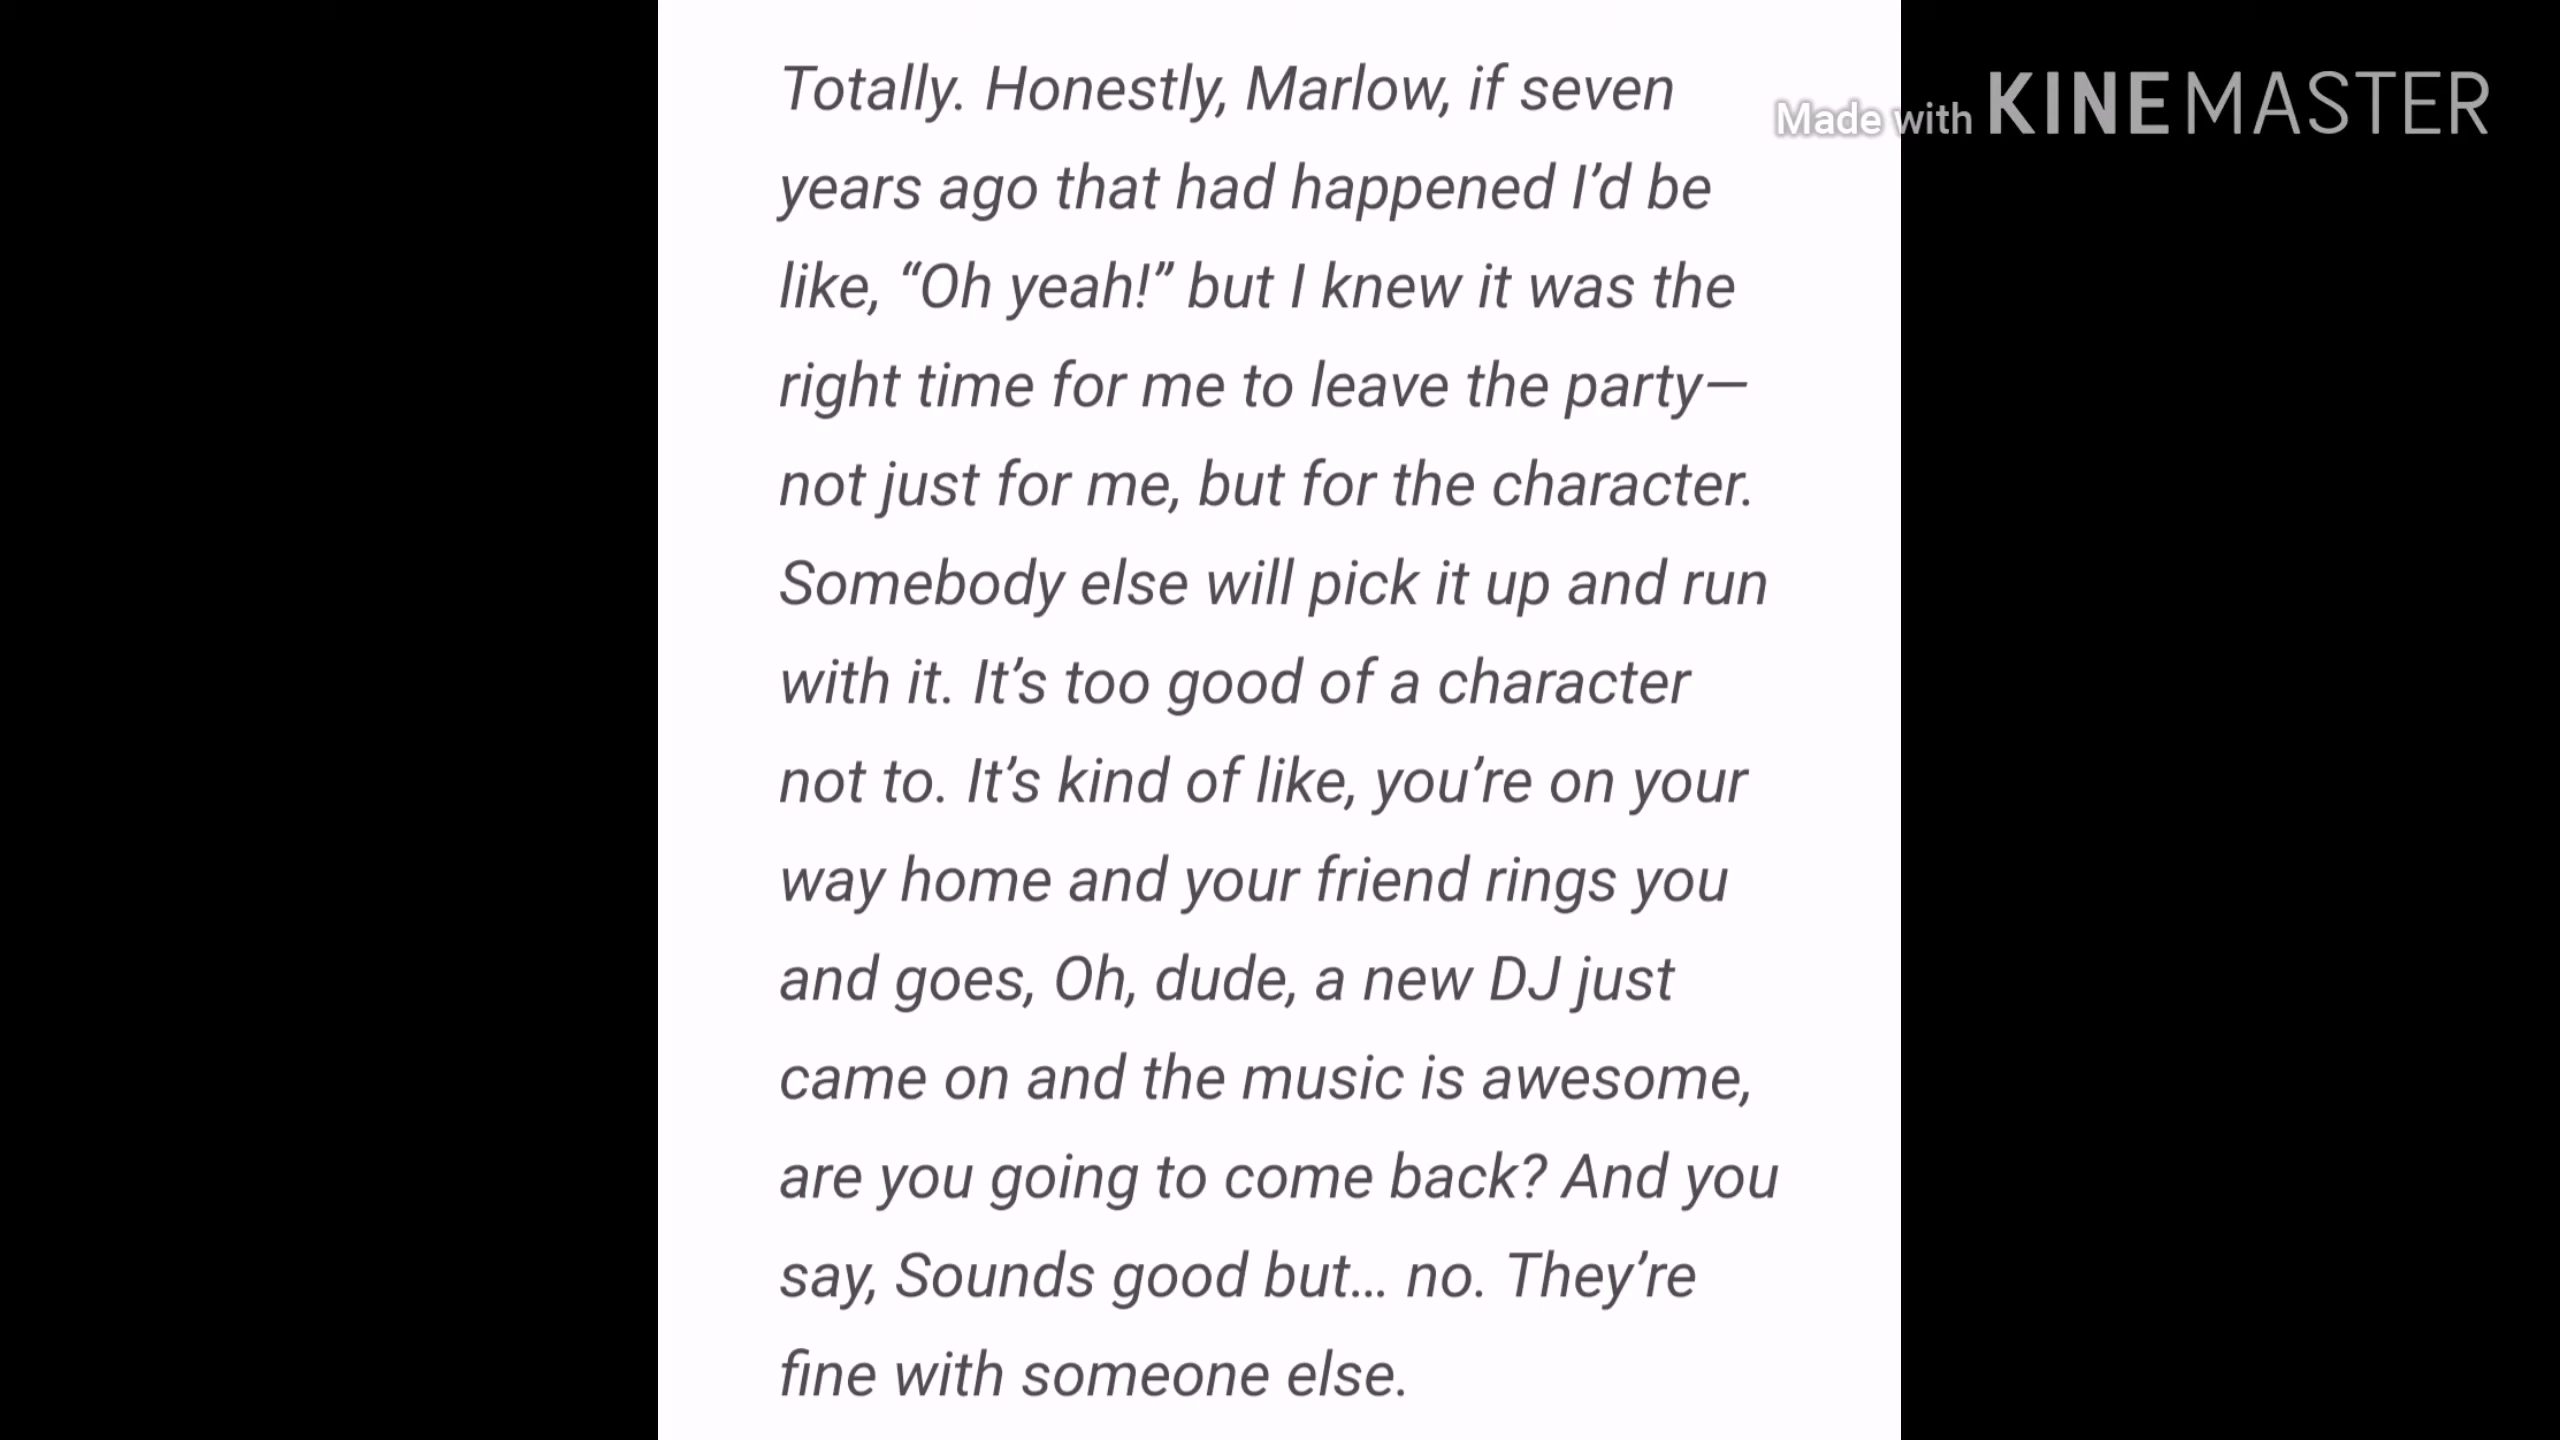 Totally. Honestly, Marlow, if seven
years ago that had happened I’d be
like, “Oh yeah!” but I knew it was the
right time for me to leave the party—
not just for me, but for the character.
Somebody else will pick it up and run
with it. It’s too good of a character
not to. It’s kind of like, you’re on your
way home and your friend rings you
and goes, Oh, dude, a new DJ just
came on and the music is awesome,
are you going to come back? And you
say, Sounds good but… no. They’re
fine with someone else.
Made with KINEMASTER